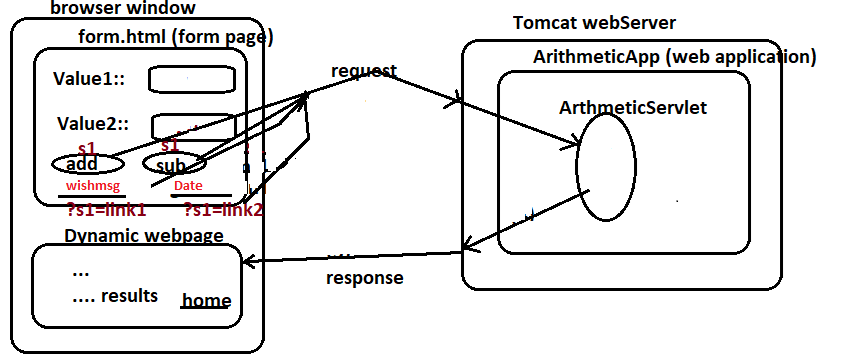 browser window
form.html (form page)
Value1::
Value2::
s1
s1
add
sub
wishmsg
Date
?s1=link1
?s1=link2
Dynamic webpage
...
.... results
home
request
response
Tomcat webServer
ArithmeticApp (web application)
ArthmeticServlet